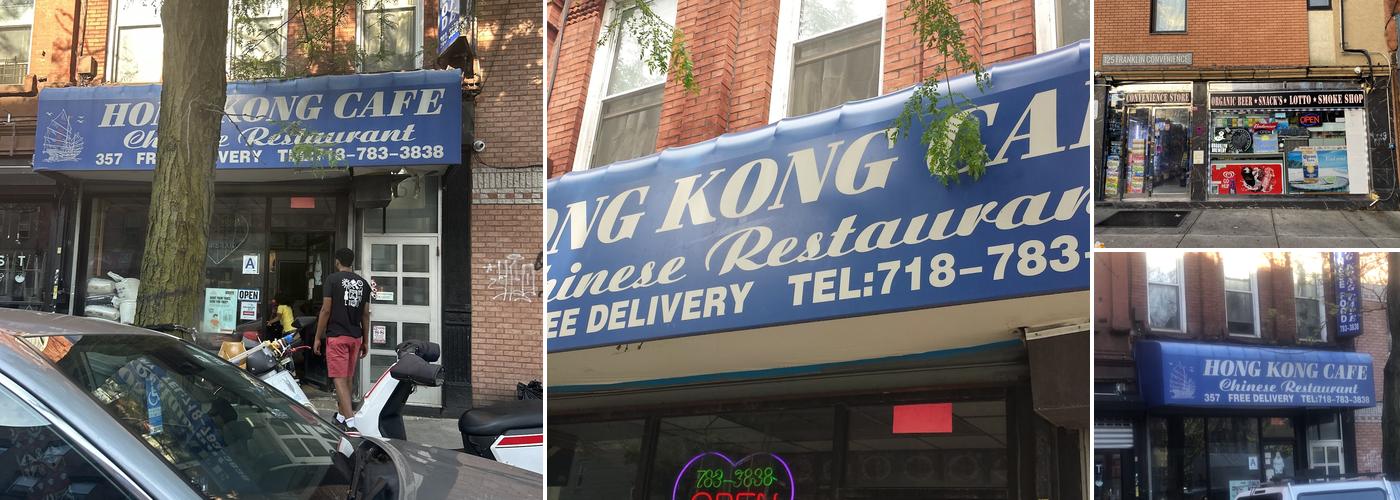 HONG KONG CAFE
Chinese Restaurant
357 FREE DELIVERY TEL:718-783-3838
A
OPEN
ONG KONG CAF
hinese Restauran
EE DELIVERY TEL:718-783-
783-3838
OPEN
125 FRANKLIN CONVENIENCE
CONVENIENCE STORE
ORGANIC BEER • SNACK'S • LOTTO • SMOKE SHOP
OPEN
HONG KONG CAFE
Chinese Restaurant
357 FREE DELIVERY TEL:718-783-3838
A